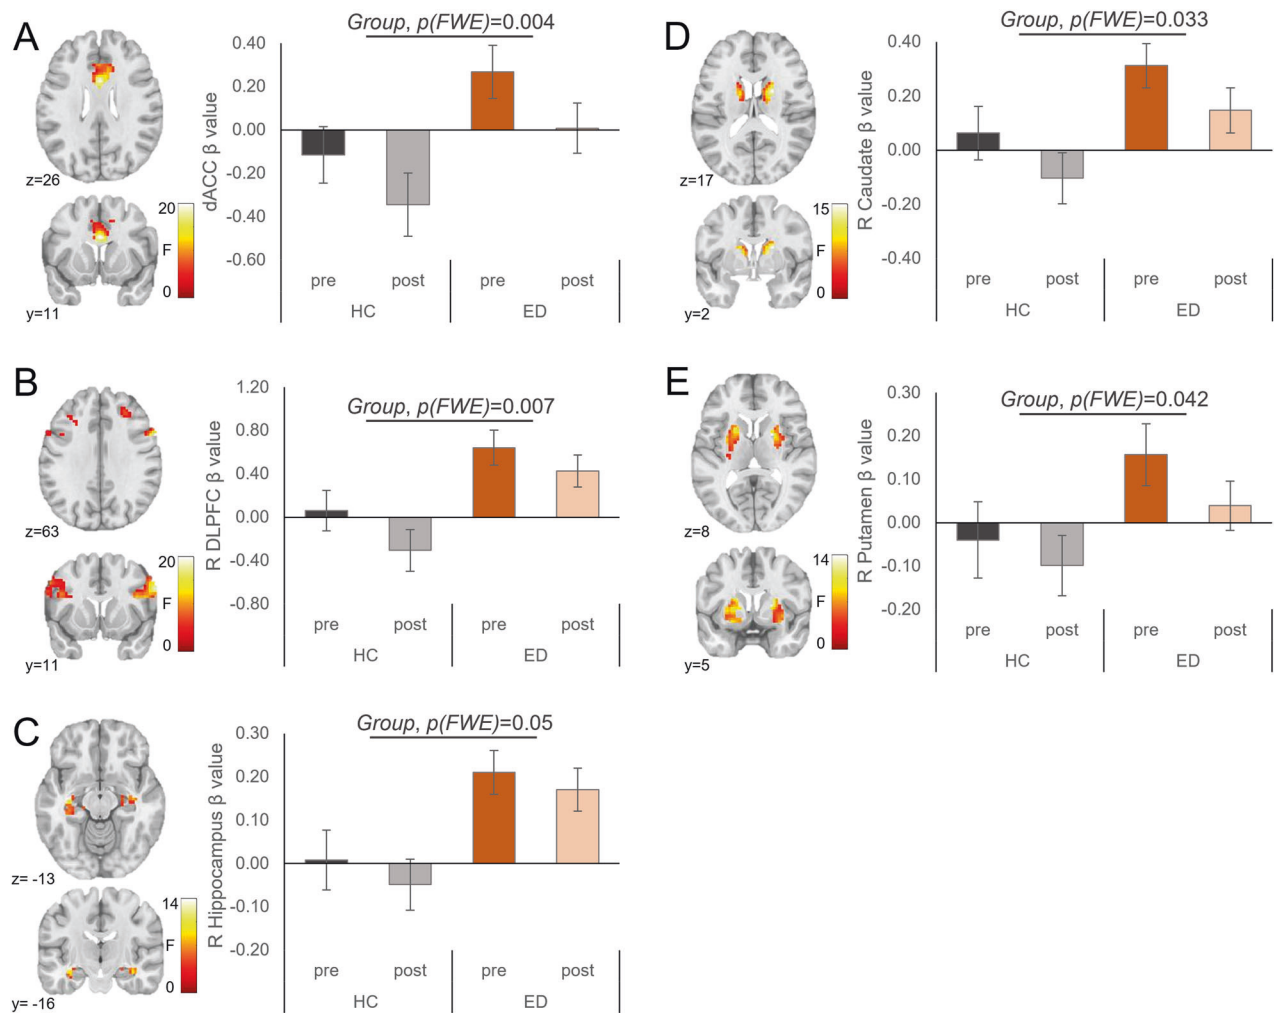 A
Group, p(FWE)=0.004
z=26
y=11
20
F
0
dACC β value
0.40
0.20
0.00
-0.20
-0.40
-0.60
pre post pre post
HC ED
B
Group, p(FWE)=0.007
z=63
y=11
20
F
0
R DLPFC β value
1.20
0.80
0.40
0.00
-0.40
-0.80
pre post pre post
HC ED
C
Group, p(FWE)=0.05
z= -13
y= -16
14
F
0
R Hippocampus β value
0.30
0.20
0.10
0.00
-0.10
-0.20
pre post pre post
HC ED
D
Group, p(FWE)=0.033
z=17
y=2
15
F
0
R Caudate β value
0.40
0.20
0.00
-0.20
-0.40
pre post pre post
HC ED
E
Group, p(FWE)=0.042
z=8
y=5
14
F
0
R Putamen β value
0.30
0.20
0.10
0.00
-0.10
-0.20
pre post pre post
HC ED